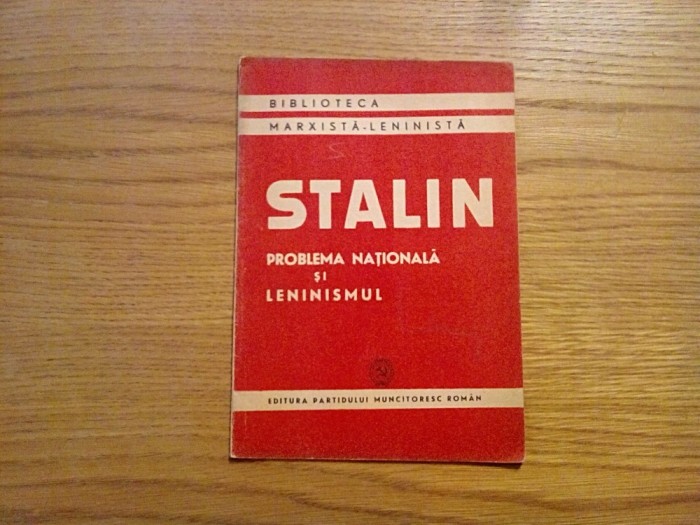 BIBLIOTECA
MARXISTĂ-LENINISTĂ
STALIN
PROBLEMA NAȚIONALĂ
ȘI
LENINISMUL
EDITURA PARTIDULUI MUNCITORESC ROMÂN